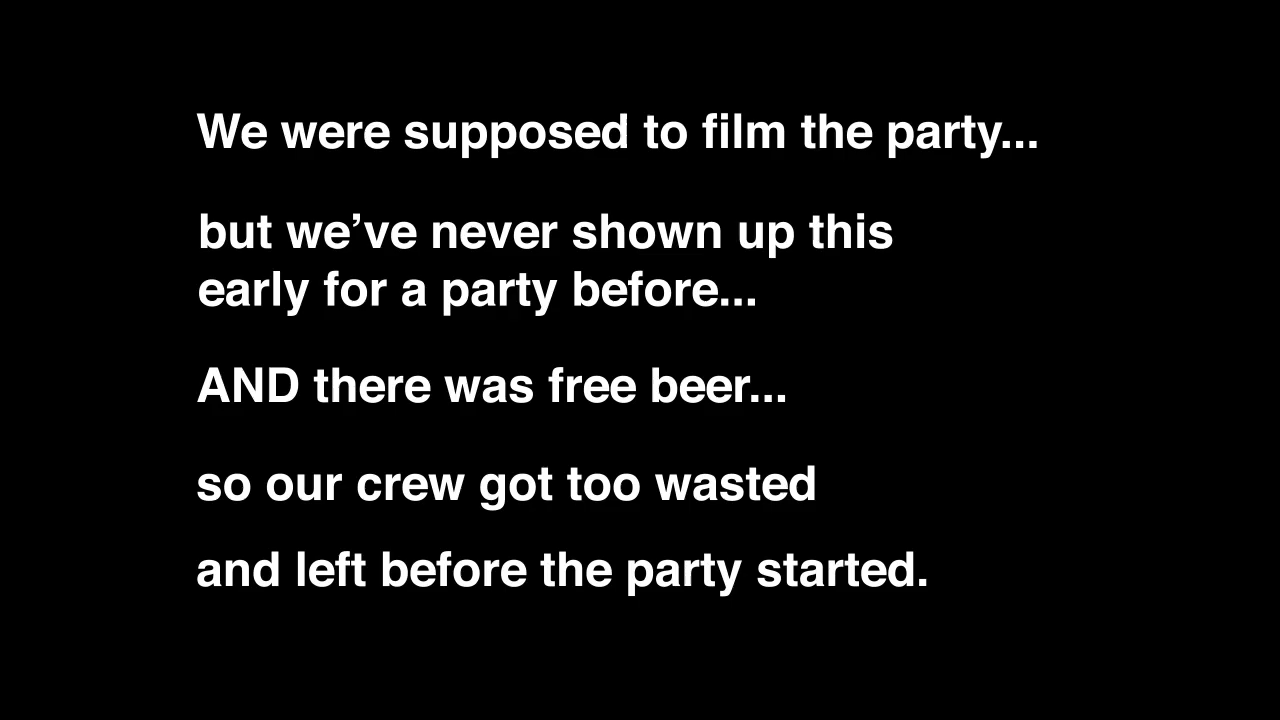 We were supposed to film the party...
but we’ve never shown up this
early for a party before...
AND there was free beer...
so our crew got too wasted
and left before the party started.